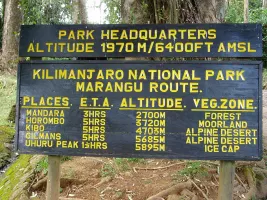 PARK HEADQUARTERS
ALTITUDE 1970 M/6400FT AMSL
KILIMANJARO NATIONAL PARK
MARANGU ROUTE.
PLACES. E.T.A. ALTITUDE. VEG.ZONE.
MANDARA 3HRS 2700M FOREST
HOROMBO 5HRS 3720M MOORLAND
KIBO 5HRS 4703M ALPINE DESERT
GILMANS 5HRS 5685M ALPINE DESERT
UHURU PEAK 1½HRS 5895M ICE CAP